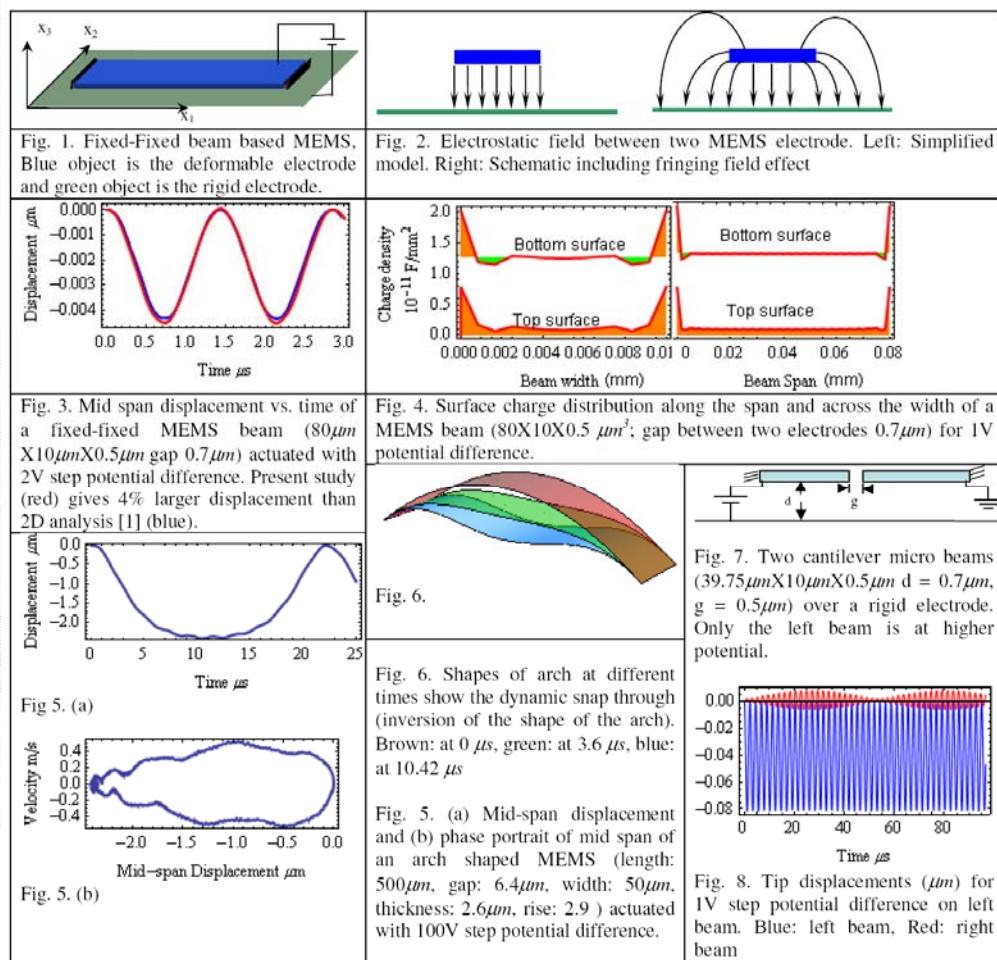 x3
x2
x1
Fig. 1. Fixed-Fixed beam based MEMS,
Blue object is the deformable electrode
and green object is the rigid electrode.
Fig. 2. Electrostatic field between two MEMS electrode. Left: Simplified
model. Right: Schematic including fringing field effect
Displacement μm
0.000
−0.001
−0.002
−0.003
−0.004
0.0 0.5 1.0 1.5 2.0 2.5 3.0
Time μs
Fig. 3. Mid span displacement vs. time of
a fixed-fixed MEMS beam (80μm
X10μmX0.5μm gap 0.7μm) actuated with
2V step potential difference. Present study
(red) gives 4% larger displacement than
2D analysis [1] (blue).
Charge density
10⁻¹¹ F/mm²
2.0
1.5
1.0
0.5
0.0
Bottom surface
Top surface
0.000 0.002 0.004 0.006 0.008 0.01
Beam width (mm)
Bottom surface
Top surface
0 0.02 0.04 0.06 0.08
Beam Span (mm)
Fig. 4. Surface charge distribution along the span and across the width of a
MEMS beam (80X10X0.5 μm³; gap between two electrodes 0.7μm) for 1V
potential difference.
Displacement μm
0.0
−0.5
−1.0
−1.5
−2.0
0 5 10 15 20 25
Time μs
Fig 5. (a)
Velocity m/s
0.4
0.2
0.0
−0.2
−0.4
−2.0 −1.5 −1.0 −0.5 0.0
Mid−span Displacement μm
Fig. 5. (b)
Fig. 6.
Fig. 6. Shapes of arch at different
times show the dynamic snap through
(inversion of the shape of the arch).
Brown: at 0 μs, green: at 3.6 μs, blue:
at 10.42 μs
Fig. 5. (a) Mid-span displacement
and (b) phase portrait of mid span of
an arch shaped MEMS (length:
500μm, gap: 6.4μm, width: 50μm,
thickness: 2.6μm, rise: 2.9 ) actuated
with 100V step potential difference.
d
g
Fig. 7. Two cantilever micro beams
(39.75μmX10μmX0.5μm d = 0.7μm,
g = 0.5μm) over a rigid electrode.
Only the left beam is at higher
potential.
0.00
−0.02
−0.04
−0.06
−0.08
0 20 40 60 80
Time μs
Fig. 8. Tip displacements (μm) for
1V step potential difference on left
beam. Blue: left beam, Red: right
beam